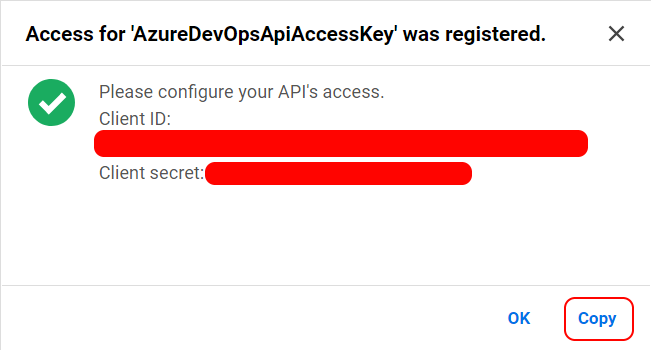 Access for 'AzureDevOpsApiAccessKey' was registered.
Please configure your API's access.
Client ID:
Client secret:
OK
Copy